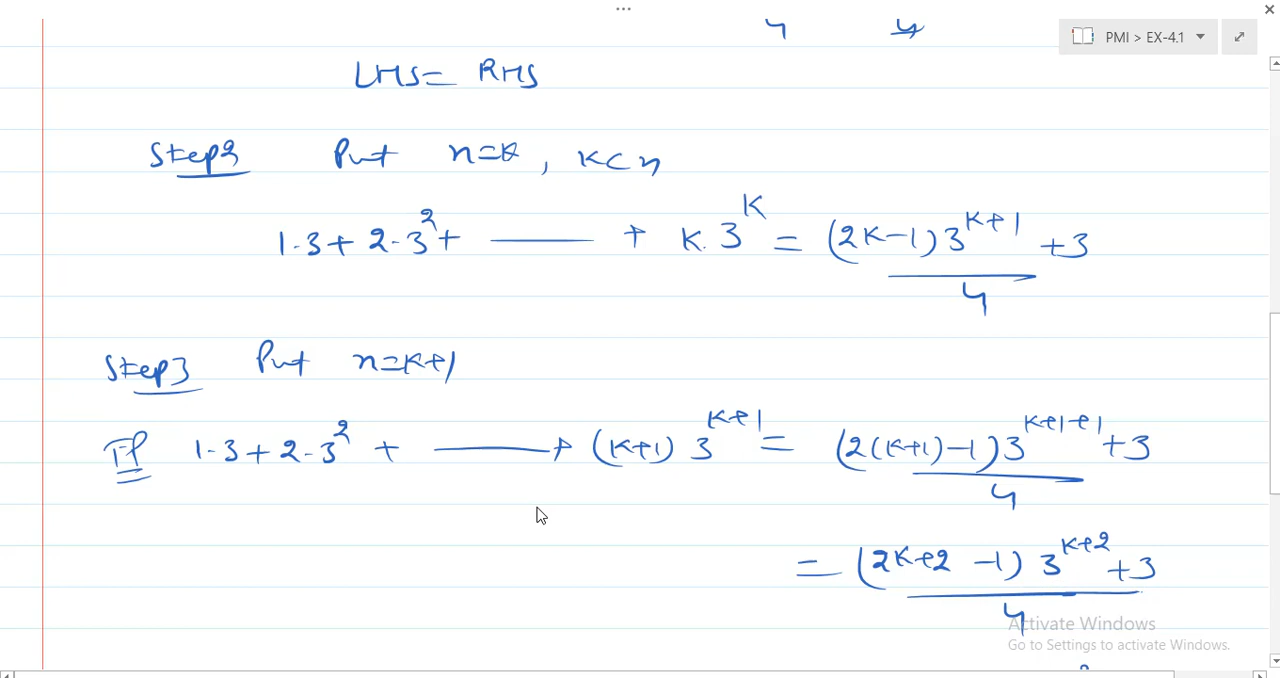 ...
PMI > EX-4.1
4 4
LHS = RHS
Step2 Put n=k, k<n
1·3 + 2·3² + —— + k·3^k = (2k-1)3^(k+1) + 3 / 4
Step3 Put n=k+1
1·3 + 2·3² + —— + (k+1) 3^(k+1) = (2(k+1)-1)3^(k+1+1) + 3 / 4
= (2k+2-1) 3^(k+2) + 3 / 4
Activate Windows
Go to Settings to activate Windows.